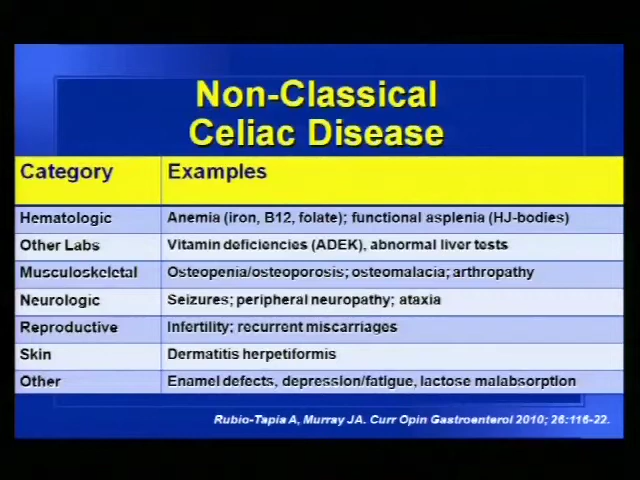 Non-Classical
Celiac Disease
Category Examples
Hematologic Anemia (iron, B12, folate); functional asplenia (HJ-bodies)
Other Labs Vitamin deficiencies (ADEK), abnormal liver tests
Musculoskeletal Osteopenia/osteoporosis; osteomalacia; arthropathy
Neurologic Seizures; peripheral neuropathy; ataxia
Reproductive Infertility; recurrent miscarriages
Skin Dermatitis herpetiformis
Other Enamel defects, depression/fatigue, lactose malabsorption
Rubio-Tapia A, Murray JA. Curr Opin Gastroenterol 2010; 26:116-22.